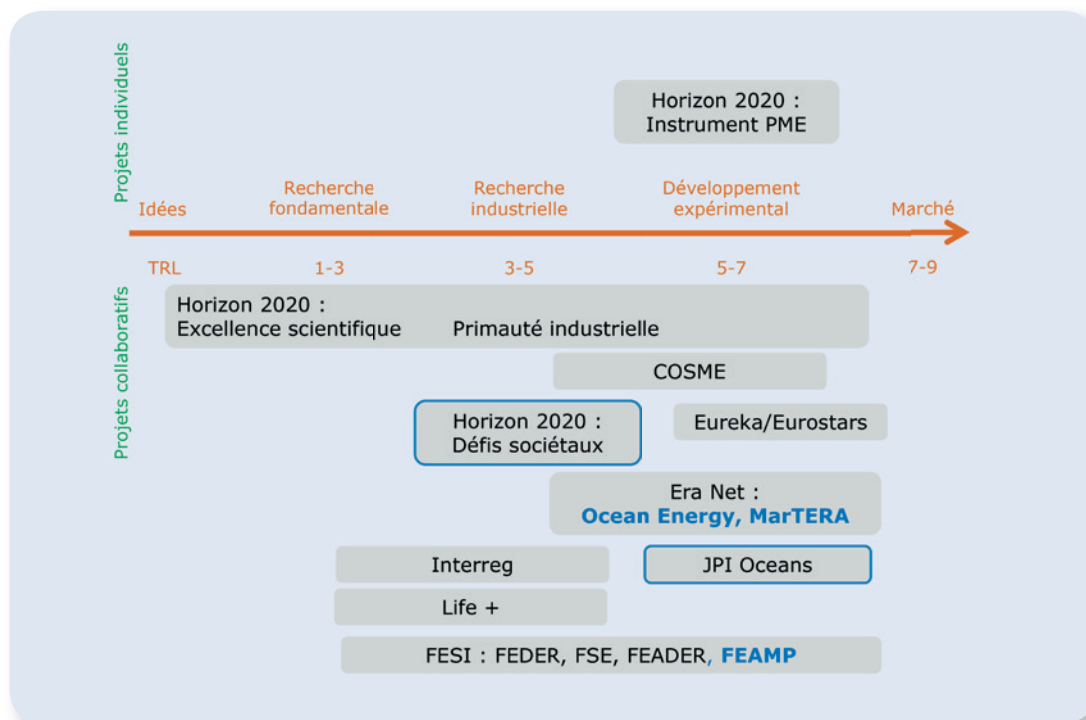 Projets individuels
Horizon 2020 :
Instrument PME
Idées
Recherche
fondamentale
Recherche
industrielle
Développement
expérimental
Marché
TRL
1-3
3-5
5-7
7-9
Projets collaboratifs
Horizon 2020 :
Excellence scientifique Primauté industrielle
COSME
Horizon 2020 :
Défis sociétaux
Eureka/Eurostars
Era Net :
Ocean Energy, MarTERA
Interreg
JPI Oceans
Life +
FESI : FEDER, FSE, FEADER, FEAMP